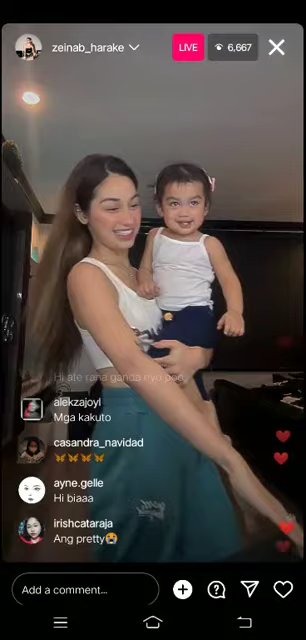 zeinab_harake
LIVE
6,667
Hi ate rana ganda nyo poo
alekzajoyl
Mga kakuto
casandra_navidad
ayne.gelle
Hi biaaa
irishcataraja
Ang pretty😭
Add a comment...